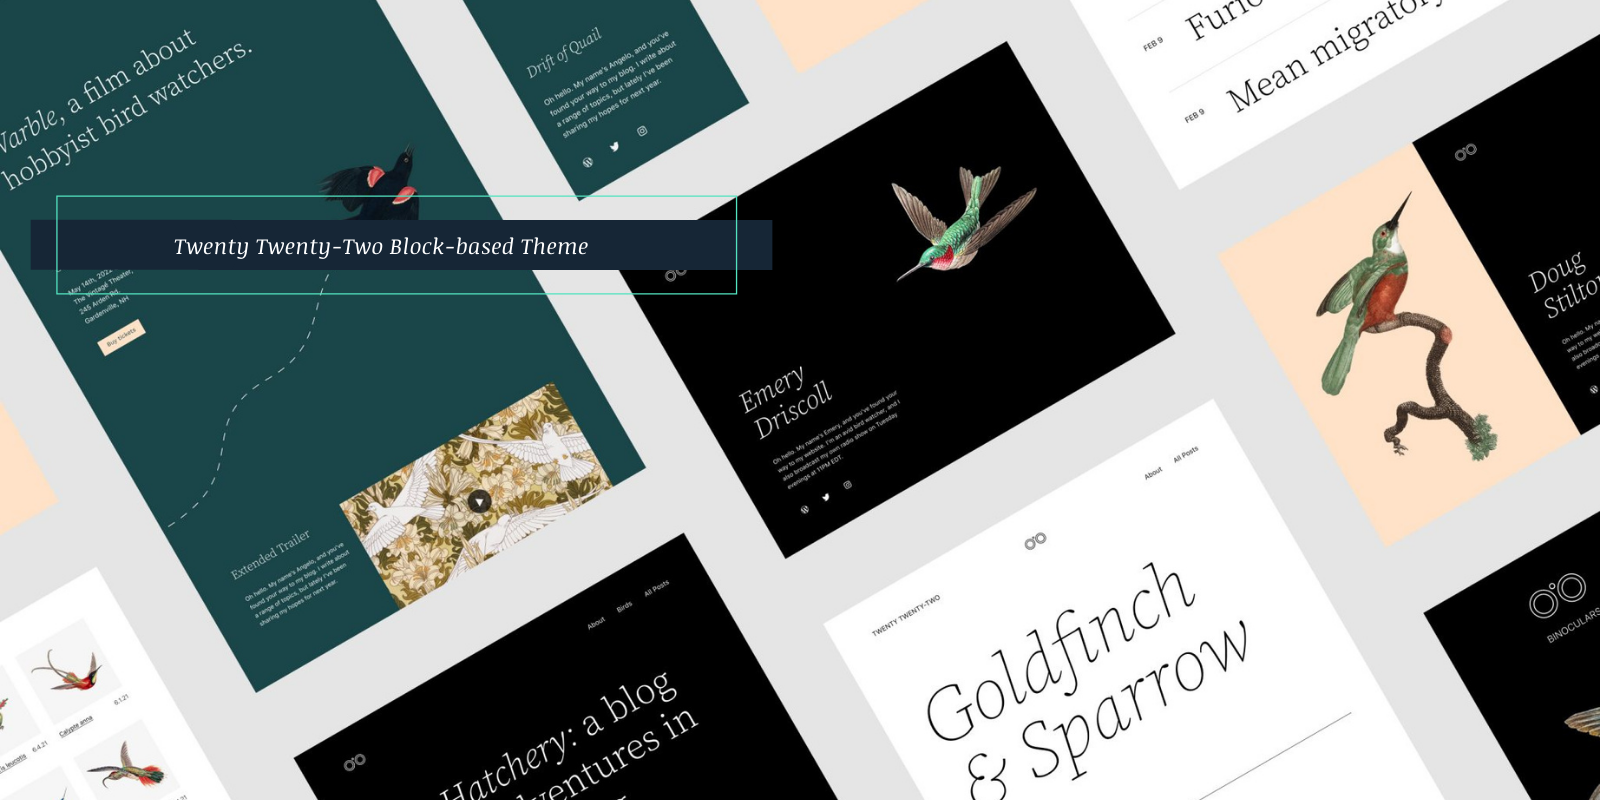 Warble, a film about
hobbyist bird watchers.
May 14th, 2022
The Vintage Theater,
245 Arden Rd.
Gardenville, NH
Buy tickets
Extended Trailer
Oh hello. My name's Angelo, and you've
found your way to my blog. I write about
a range of topics, but lately I've been
sharing my hopes for next year.
Drift of Quail
Oh hello. My name's Angelo, and you've
found your way to my blog. I write about
a range of topics, but lately I've been
sharing my hopes for next year.
Twenty Twenty-Two Block-based Theme
Emery
Driscoll
Oh hello. My name's Emery, and you've found your
way to my website. I'm an avid bird watcher, and I
also broadcast my own radio show on Tuesday
evenings at 11PM EDT.
FEB 9
FEB 9
Mean migratory
Doug
About
All Posts
TWENTY TWENTY-TWO
Goldfinch
& Sparrow
BINOCULARS
About
Birds
All Posts
Hatchery: a blog
6.1.21
Calypte anna
6.4.21